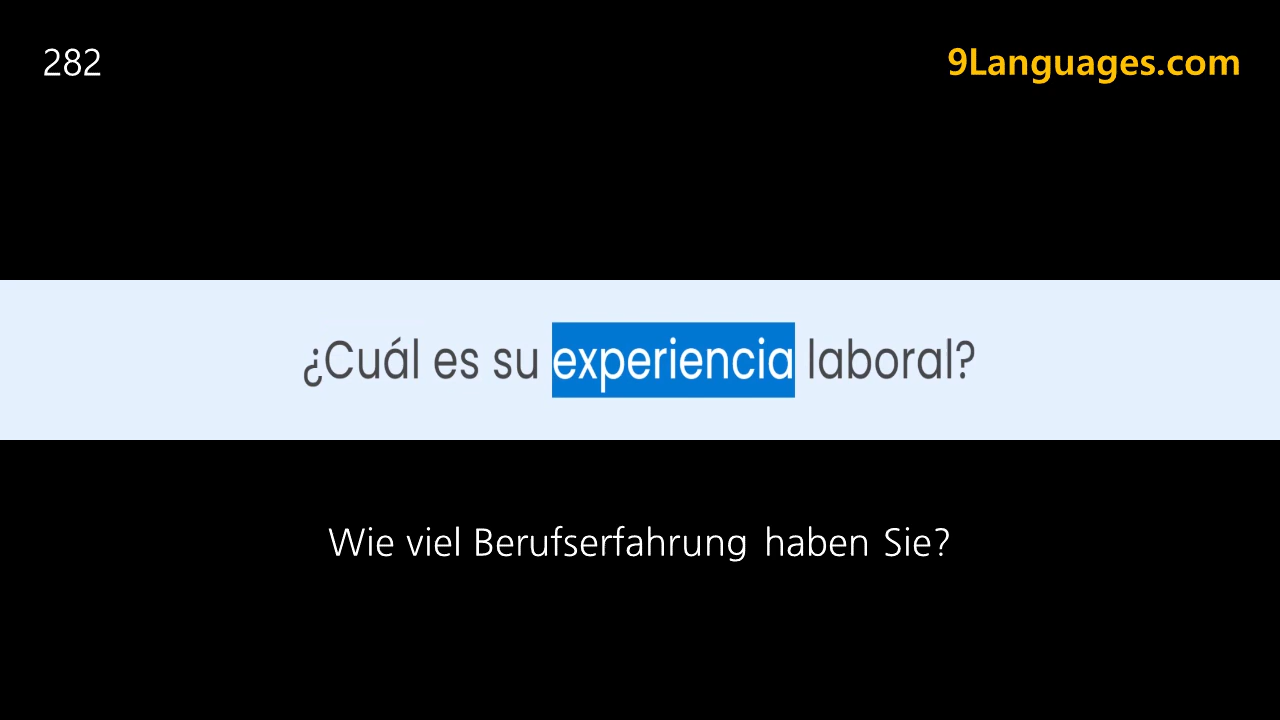 282
9Languages.com
¿Cuál es su experiencia laboral?
Wie viel Berufserfahrung haben Sie?